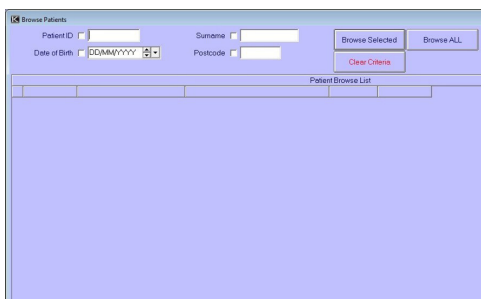 Browse Patients
Patient ID Surname Browse Selected Browse ALL
Date of Birth DD/MM/YYYY Postcode
Clear Criteria
Patient Browse List